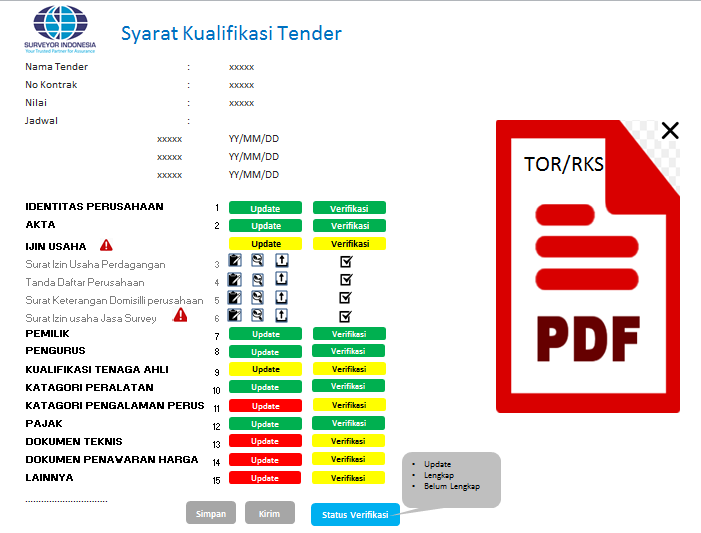 SURVEYOR INDONESIA
Your Trusted Partner for Assurance
Syarat Kualifikasi Tender
Nama Tender : xxxxx
No Kontrak : xxxxx
Nilai : xxxxx
Jadwal :
xxxxx YY/MM/DD
xxxxx YY/MM/DD
xxxxx YY/MM/DD
TOR/RKS
PDF
IDENTITAS PERUSAHAAN 1 Update Verifikasi
AKTA 2 Update Verifikasi
IJIN USAHA Update Verifikasi
Surat Izin Usaha Perdagangan 3
Tanda Daftar Perusahaan 4
Surat Keterangan Domisilli perusahaan 5
Surat Izin usaha Jasa Survey 6
PEMILIK 7 Update Verifikasi
PENGURUS 8 Update Verifikasi
KUALIFIKASI TENAGA AHLI 9 Update Verifikasi
KATAGORI PERALATAN 10 Update Verifikasi
KATAGORI PENGALAMAN PERUS 11 Update Verifikasi
PAJAK 12 Update Verifikasi
DOKUMEN TEKNIS 13 Update Verifikasi
DOKUMEN PENAWARAN HARGA 14 Update Verifikasi
LAINNYA 15 Update Verifikasi
................................
• Update
• Lengkap
• Belum Lengkap
Simpan Kirim Status Verifikasi